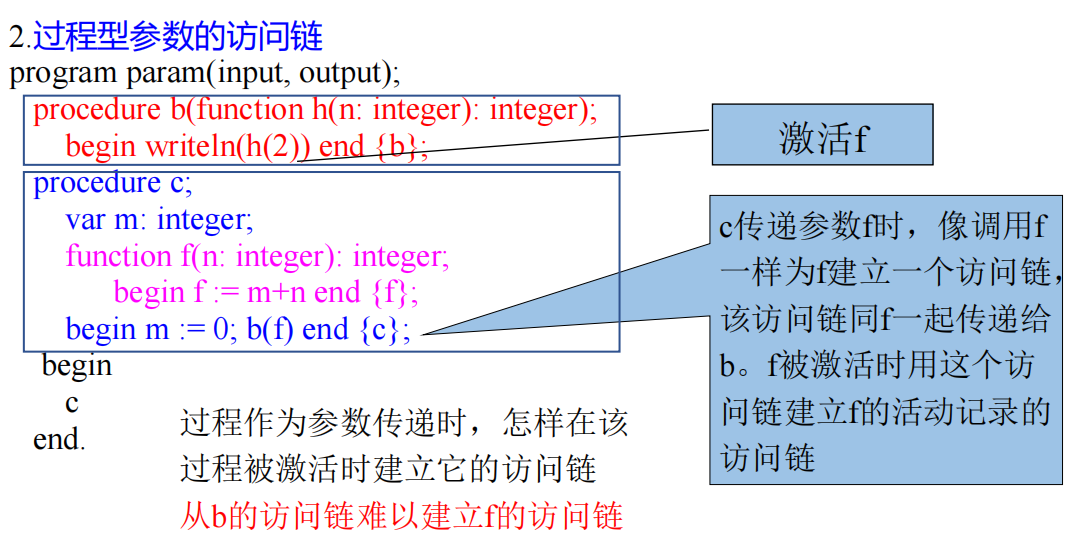 2.过程型参数的访问链
program param(input, output);
procedure b(function h(n: integer): integer);
begin writeln(h(2)) end {b};
激活f
procedure c;
var m: integer;
function f(n: integer): integer;
begin f := m+n end {f};
begin m := 0; b(f) end {c};
c传递参数f时，像调用f
一样为f建立一个访问链，
该访问链同f一起传递给
b。f被激活时用这个访
问链建立f的活动记录的
访问链
begin
c
end.
过程作为参数传递时，怎样在该
过程被激活时建立它的访问链
从b的访问链难以建立f的访问链